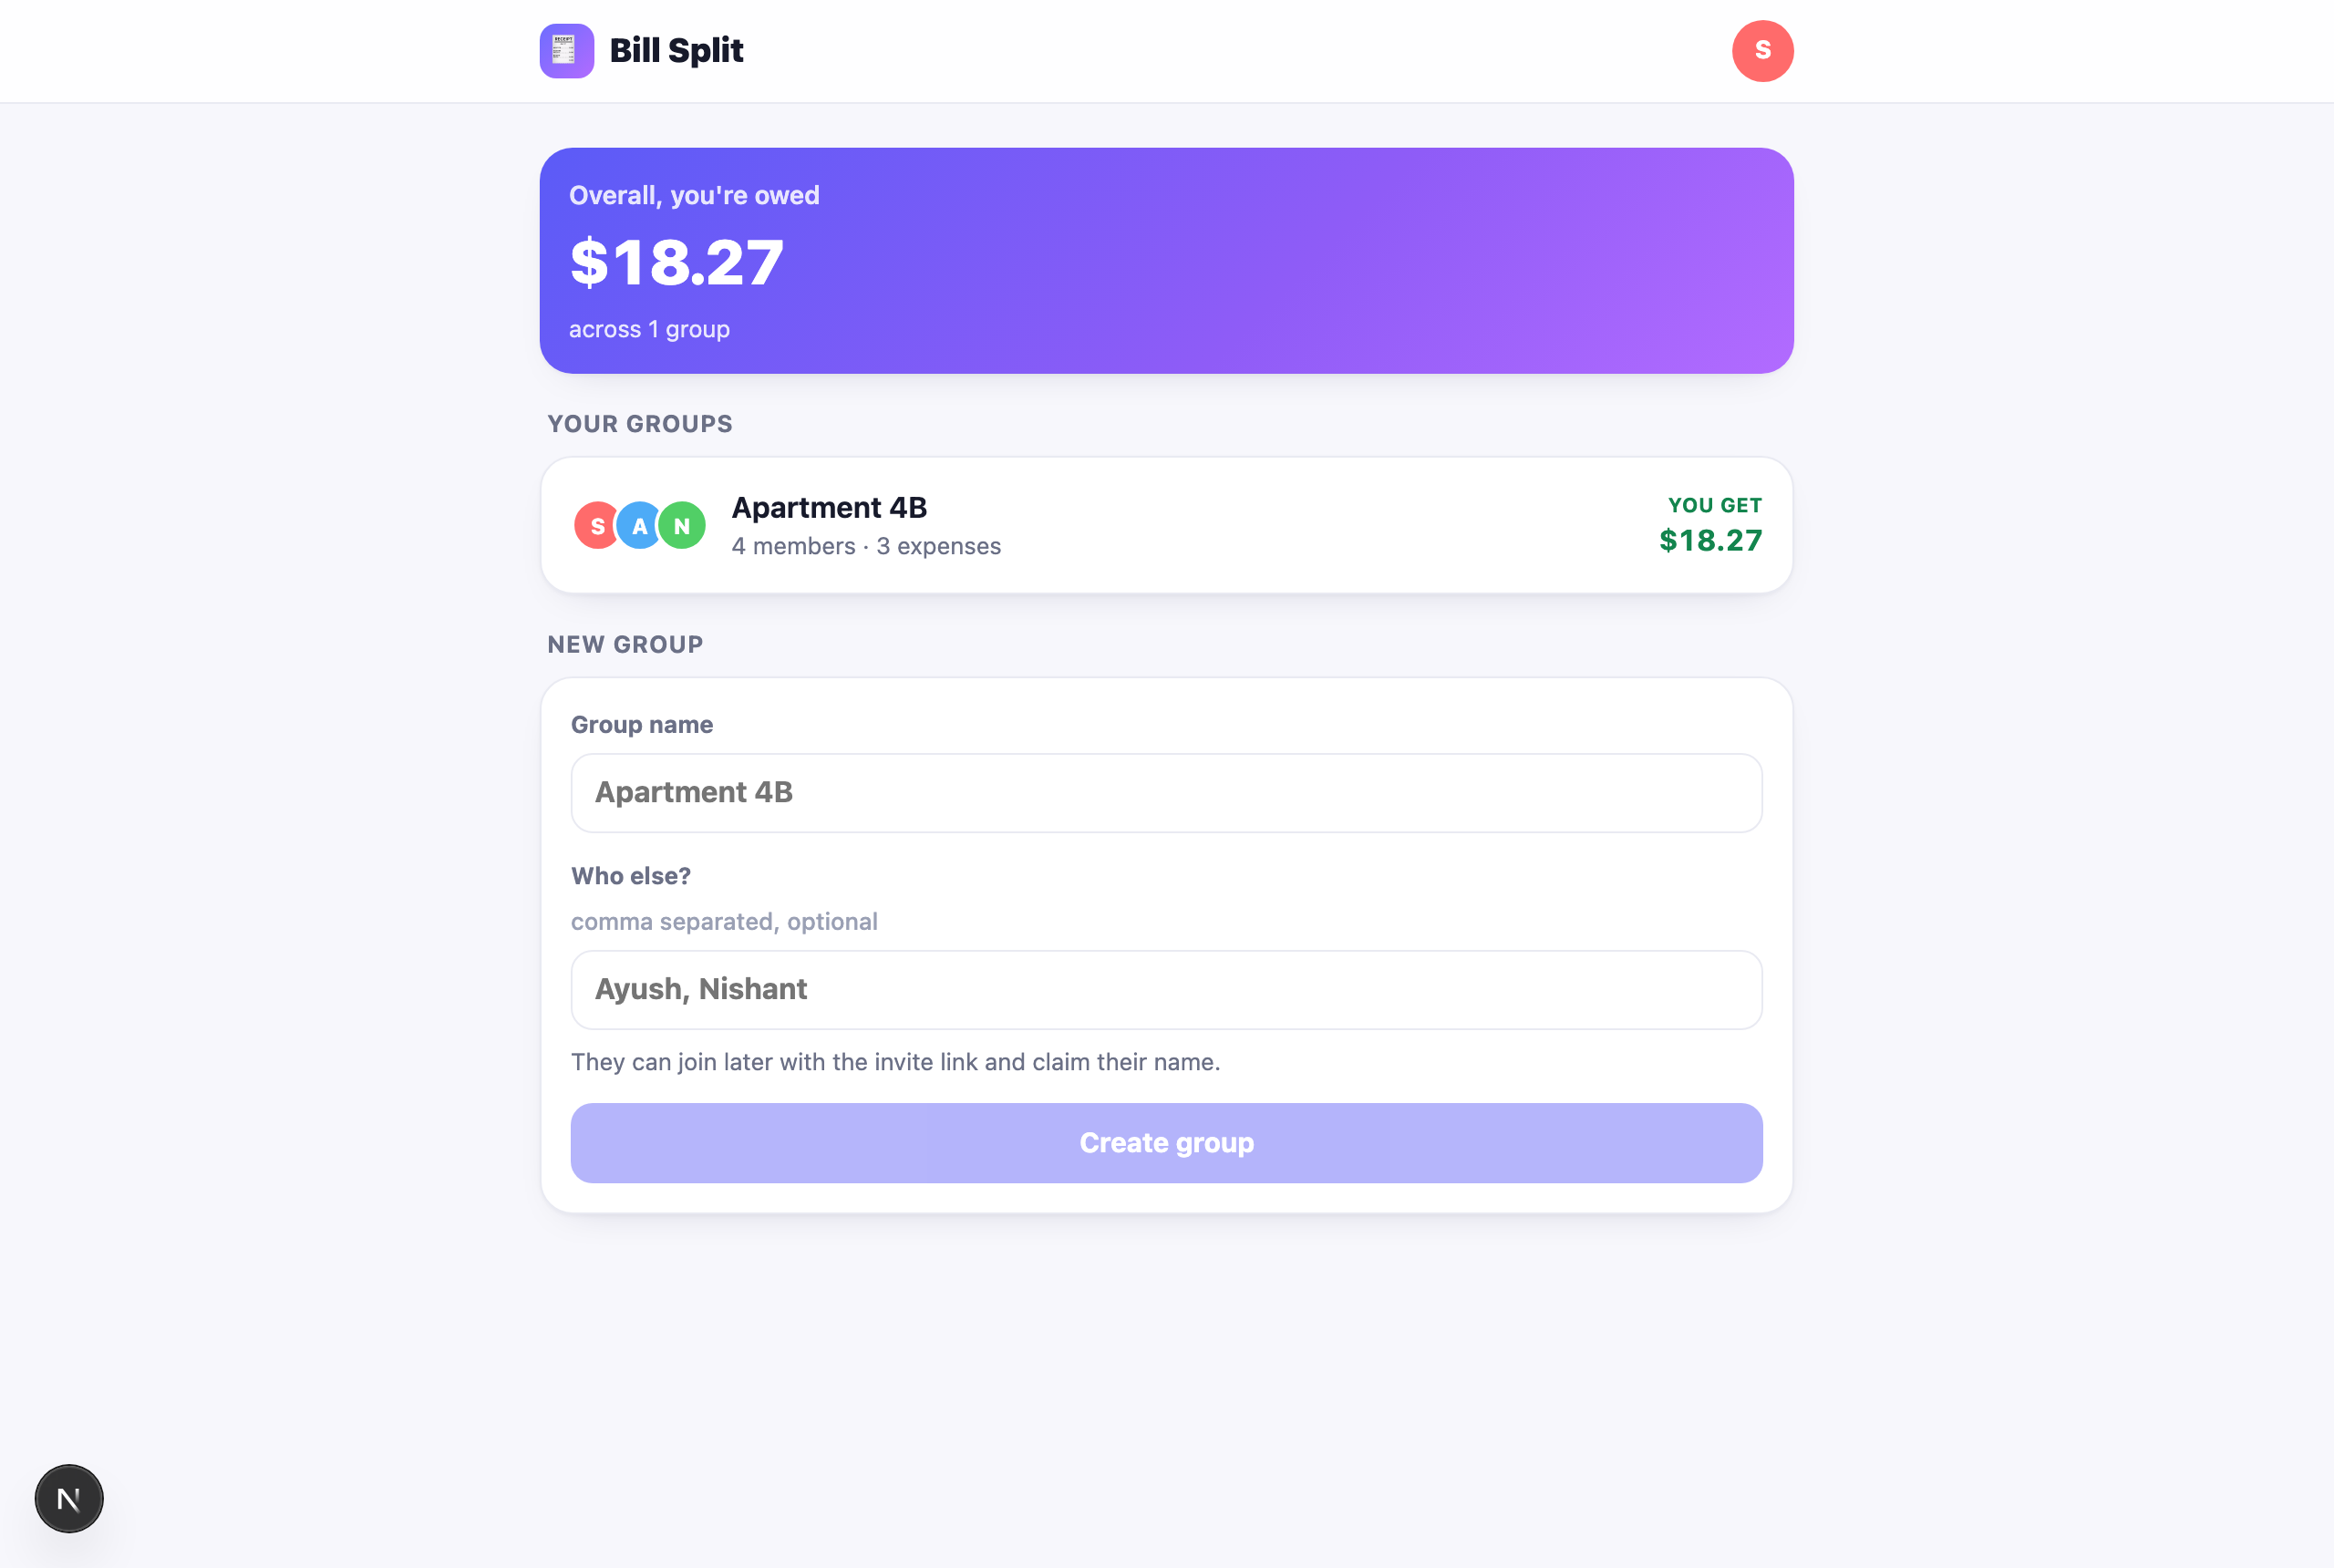 Bill Split
S
Overall, you're owed
$18.27
across 1 group
YOUR GROUPS
S A N
Apartment 4B
4 members · 3 expenses
YOU GET
$18.27
NEW GROUP
Group name
Apartment 4B
Who else?
comma separated, optional
Ayush, Nishant
They can join later with the invite link and claim their name.
Create group
N